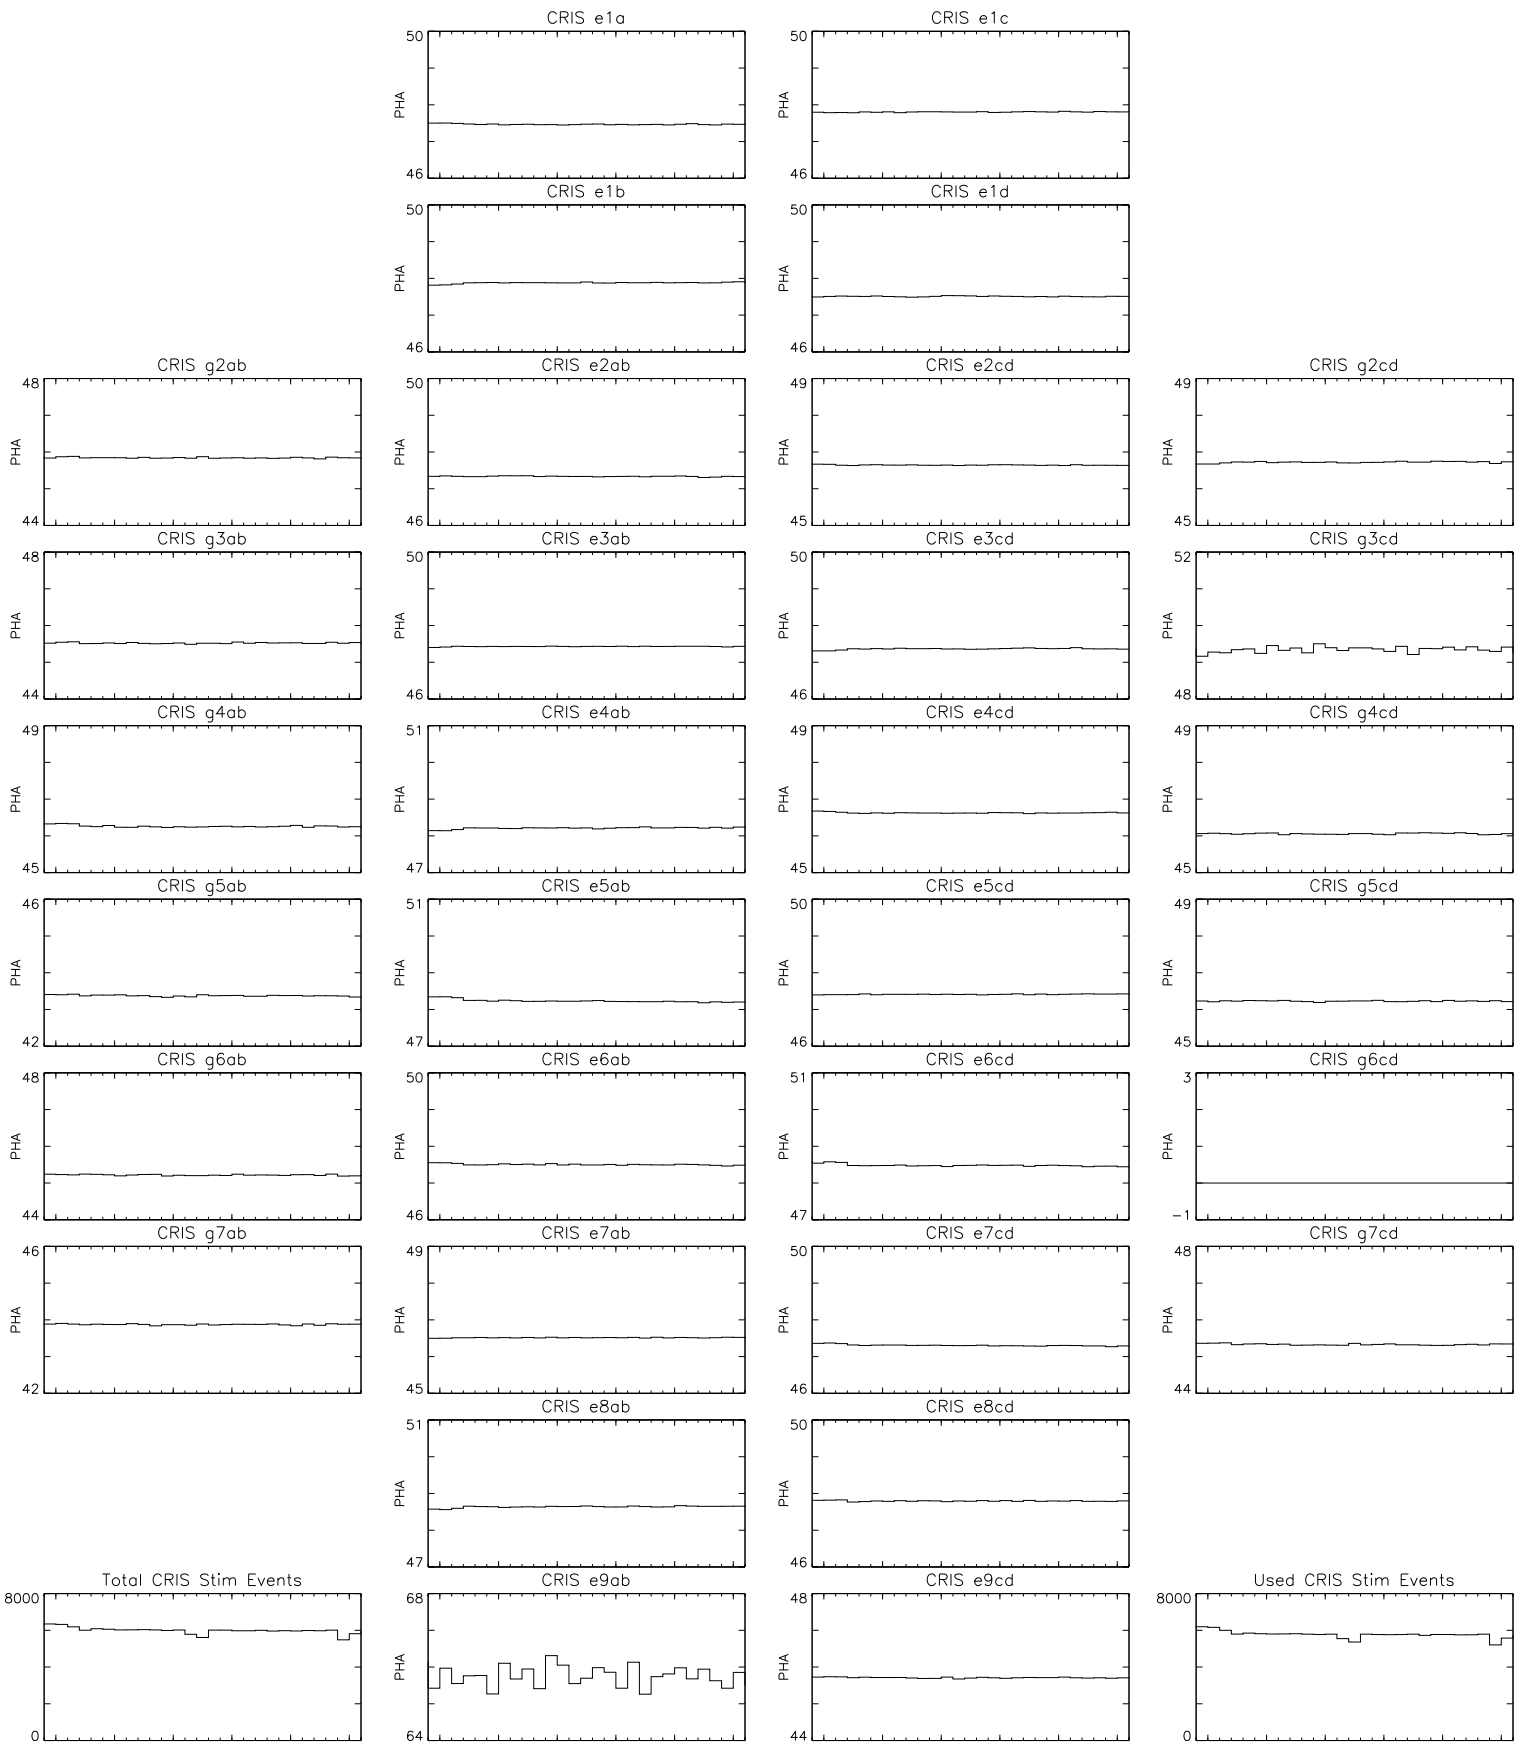 CRIS e1a
CRIS e1c
50
PHA
46
50
PHA
46
CRIS e1b
CRIS e1d
50
PHA
46
50
PHA
46
CRIS g2ab
CRIS e2ab
CRIS e2cd
CRIS g2cd
48
PHA
44
50
PHA
46
49
PHA
45
49
PHA
45
CRIS g3ab
CRIS e3ab
CRIS e3cd
CRIS g3cd
48
PHA
44
50
PHA
46
50
PHA
46
52
PHA
48
CRIS g4ab
CRIS e4ab
CRIS e4cd
CRIS g4cd
49
PHA
45
51
PHA
47
49
PHA
45
49
PHA
45
CRIS g5ab
CRIS e5ab
CRIS e5cd
CRIS g5cd
46
PHA
42
51
PHA
47
50
PHA
46
49
PHA
45
CRIS g6ab
CRIS e6ab
CRIS e6cd
CRIS g6cd
48
PHA
44
50
PHA
46
51
PHA
47
3
PHA
-1
CRIS g7ab
CRIS e7ab
CRIS e7cd
CRIS g7cd
46
PHA
42
49
PHA
45
50
PHA
46
48
PHA
44
CRIS e8ab
CRIS e8cd
51
PHA
47
50
PHA
46
Total CRIS Stim Events
CRIS e9ab
CRIS e9cd
Used CRIS Stim Events
8000
0
68
PHA
64
48
PHA
44
8000
0